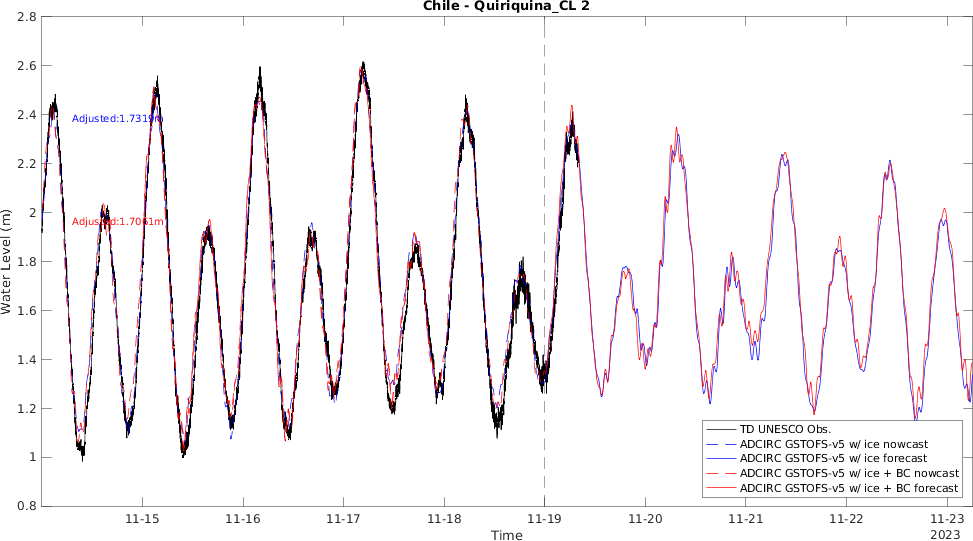 Chile - Quiriquina_CL 2
Water Level (m)
2.8
2.6
2.4
2.2
2
1.8
1.6
1.4
1.2
1
0.8
Adjusted:1.7319m
Adjusted:1.7061m
TD UNESCO Obs.
ADCIRC GSTOFS-v5 w/ ice nowcast
ADCIRC GSTOFS-v5 w/ ice forecast
ADCIRC GSTOFS-v5 w/ ice + BC nowcast
ADCIRC GSTOFS-v5 w/ ice + BC forecast
11-15 11-16 11-17 11-18 11-19 11-20 11-21 11-22 11-23
2023
Time